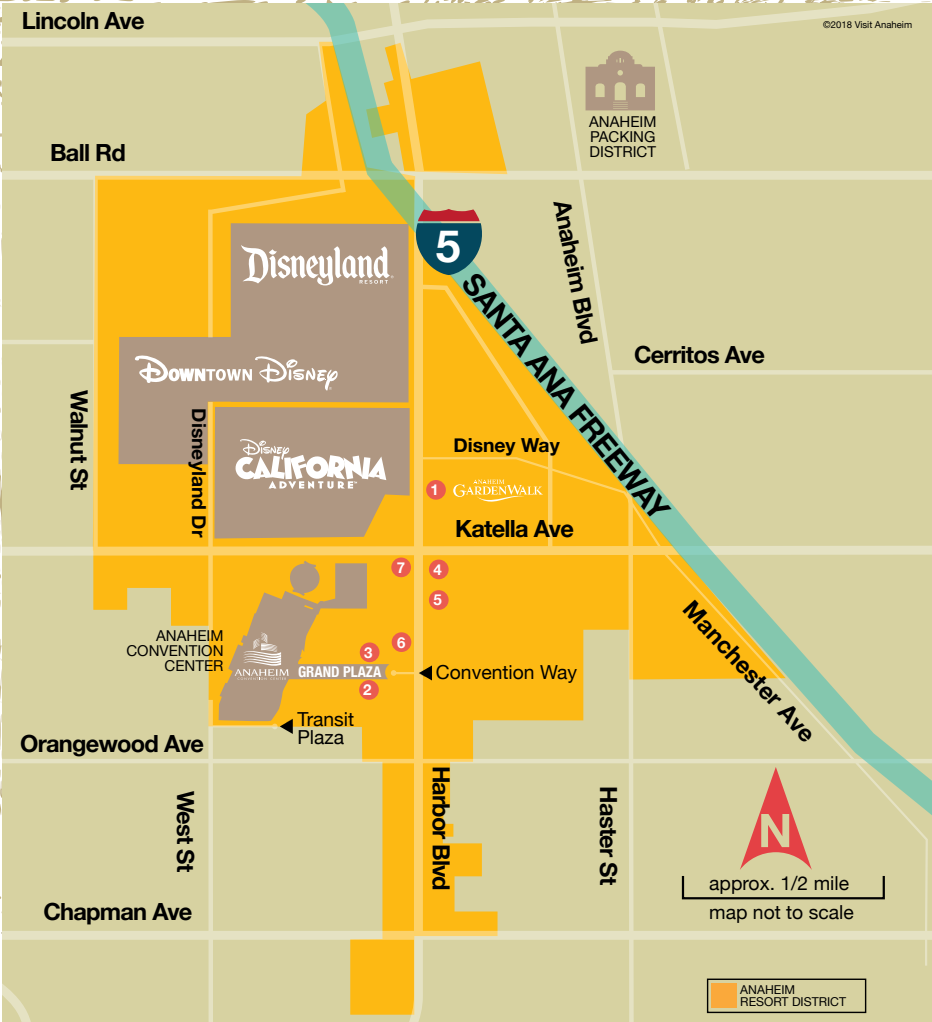 Lincoln Ave
©2018 Visit Anaheim
ANAHEIM
PACKING
DISTRICT
Ball Rd
5
Disneyland
RESORT
SANTA ANA FREEWAY
Anaheim Blvd
Cerritos Ave
DOWNTOWN DISNEY
Walnut St
Disneyland Dr
DISNEY
CALIFORNIA
ADVENTURE
Disney Way
1
ANAHEIM
GARDENWALK
Katella Ave
7
4
5
6
3
2
ANAHEIM
CONVENTION
CENTER
ANAHEIM
CONVENTION CENTER
GRAND PLAZA
Convention Way
Manchester Ave
Transit
Plaza
Orangewood Ave
West St
Harbor Blvd
Haster St
N
approx. 1/2 mile
map not to scale
Chapman Ave
ANAHEIM
RESORT DISTRICT